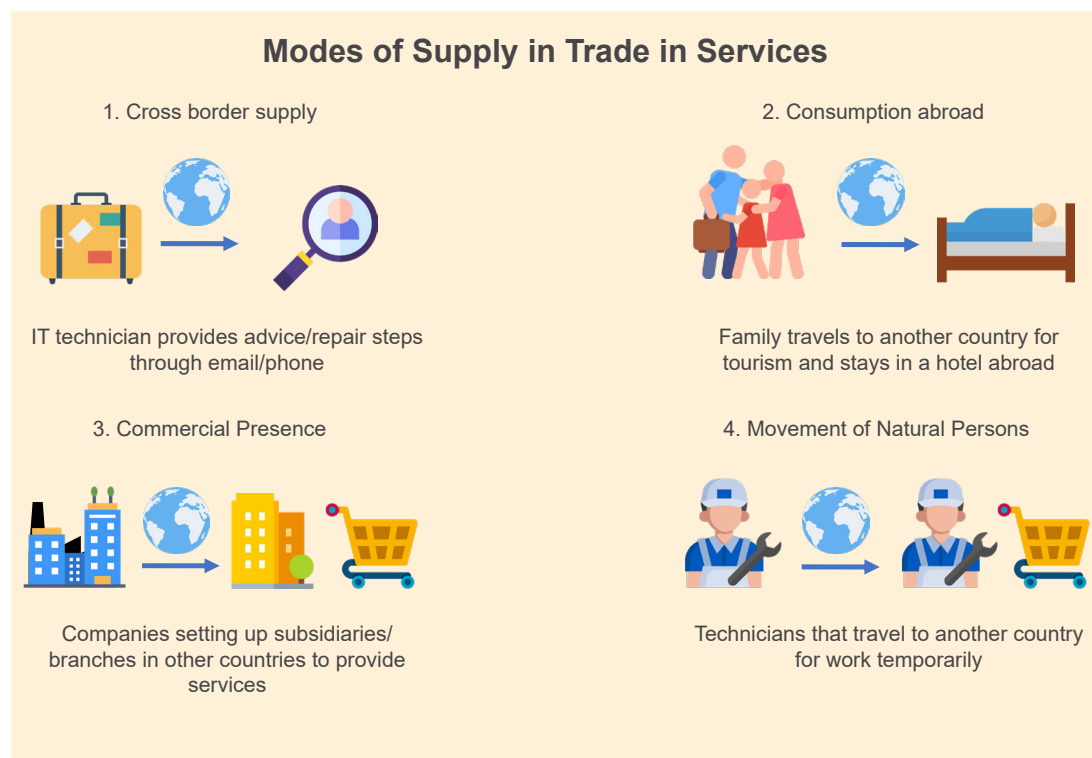 Modes of Supply in Trade in Services
1. Cross border supply
2. Consumption abroad
IT technician provides advice/repair steps
through email/phone
Family travels to another country for
tourism and stays in a hotel abroad
3. Commercial Presence
4. Movement of Natural Persons
Companies setting up subsidiaries/
branches in other countries to provide
services
Technicians that travel to another country
for work temporarily